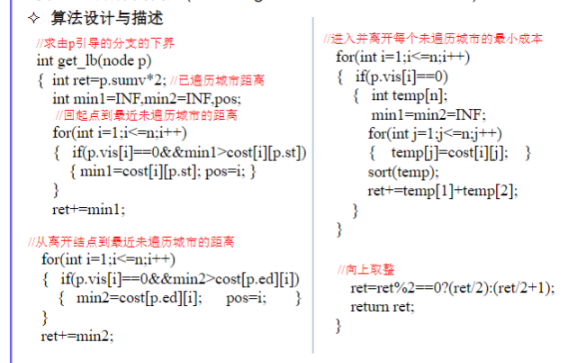 ✧ 算法设计与描述
//求由p引导的分支的下界
int get_lb(node p)
{ int ret=p.sumv*2; //已遍历城市距离
int min1=INF,min2=INF,pos;
//回起点到最近未遍历城市的距离
for(int i=1;i<=n;i++)
{ if(p.vis[i]==0&&min1>cost[i][p.st])
{ min1=cost[i][p.st]; pos=i; }
}
ret+=min1;
//从离开结点到最近未遍历城市的距离
for(int i=1;i<=n;i++)
{ if(p.vis[i]==0&&min2>cost[p.ed][i])
{ min2=cost[p.ed][i]; pos=i; }
}
ret+=min2;
//进入并离开每个未遍历城市的最小成本
for(int i=1;i<=n;i++)
{ if(p.vis[i]==0)
{ int temp[n];
min1=min2=INF;
for(int j=1;j<=n;j++)
{ temp[j]=cost[i][j]; }
sort(temp);
ret+=temp[1]+temp[2];
}
}
//向上取整
ret=ret%2==0?(ret/2):(ret/2+1);
return ret;
}